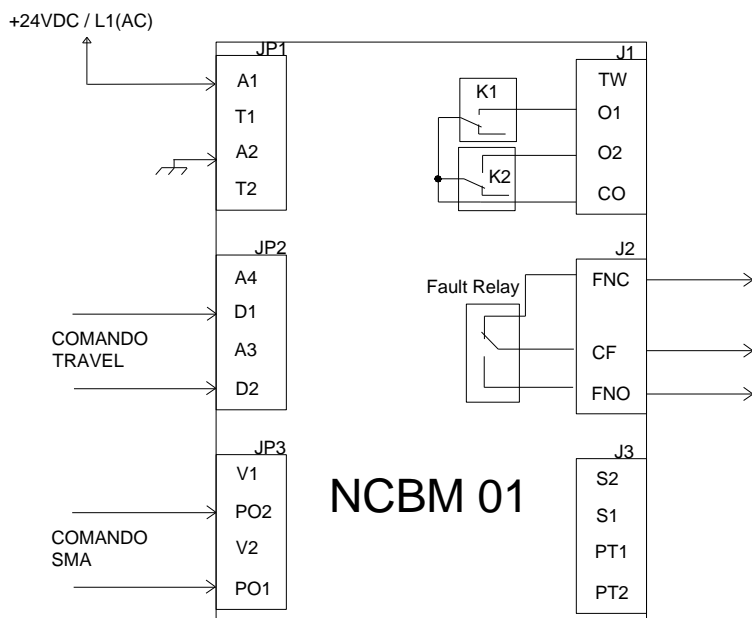 +24VDC / L1(AC)
JP1
A1
T1
A2
T2
JP2
A4
D1
A3
D2
COMANDO
TRAVEL
JP3
V1
PO2
V2
PO1
COMANDO
SMA
K1
K2
J1
TW
O1
O2
CO
Fault Relay
J2
FNC
CF
FNO
NCBM 01
J3
S2
S1
PT1
PT2